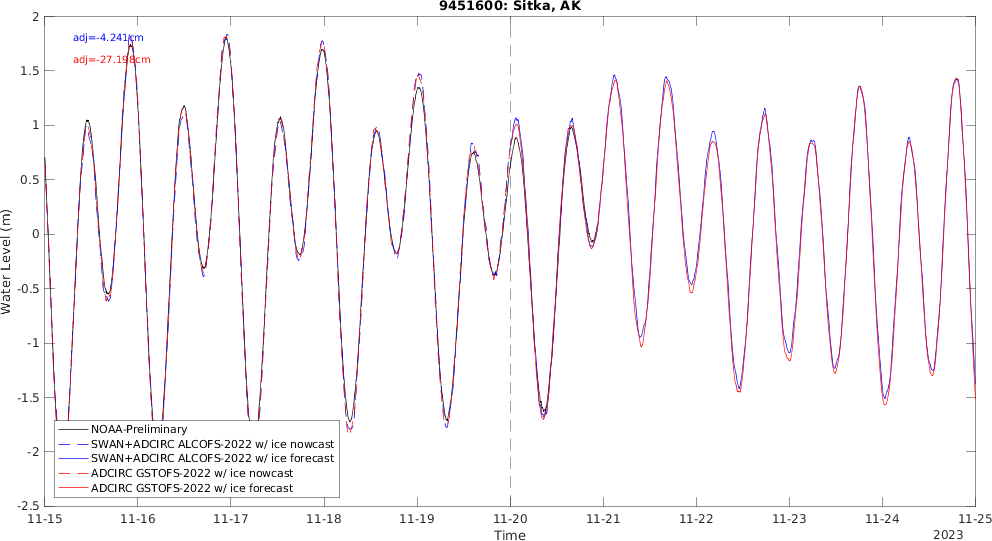 9451600: Sitka, AK
adj=-4.241cm
adj=-27.198cm
Water Level (m)
2
1.5
1
0.5
0
-0.5
-1
-1.5
-2
-2.5
NOAA-Preliminary
SWAN+ADCIRC ALCOFS-2022 w/ ice nowcast
SWAN+ADCIRC ALCOFS-2022 w/ ice forecast
ADCIRC GSTOFS-2022 w/ ice nowcast
ADCIRC GSTOFS-2022 w/ ice forecast
11-15 11-16 11-17 11-18 11-19 11-20 11-21 11-22 11-23 11-24 11-25
Time
2023